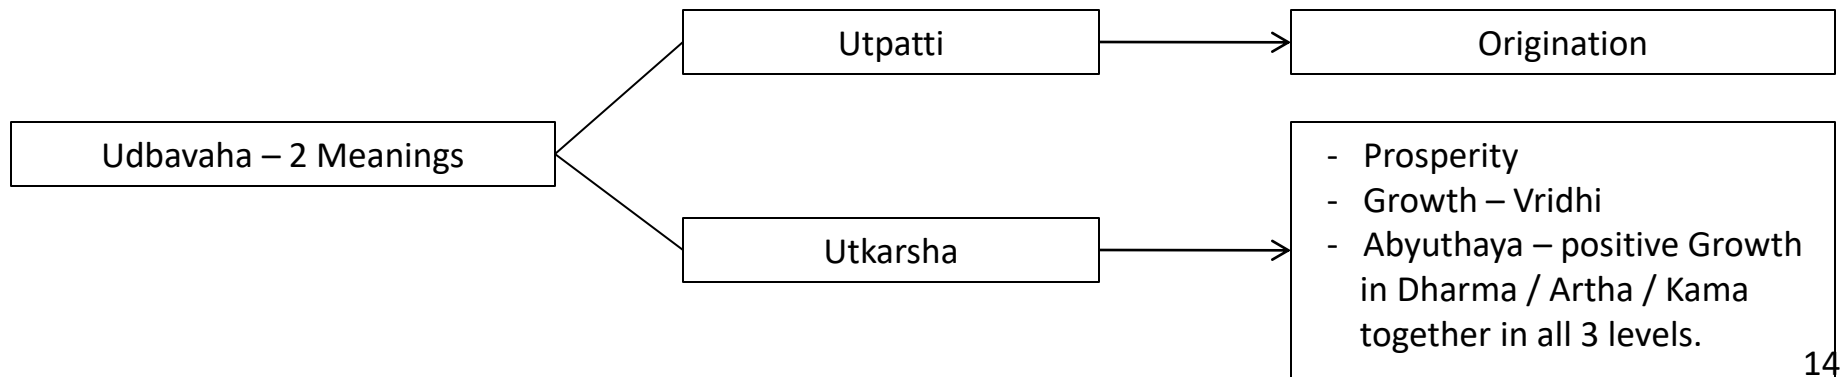 Utpatti
Origination
Udbavaha – 2 Meanings
Utkarsha
- Prosperity
- Growth – Vridhi
- Abyuthaya – positive Growth
in Dharma / Artha / Kama
together in all 3 levels.
14